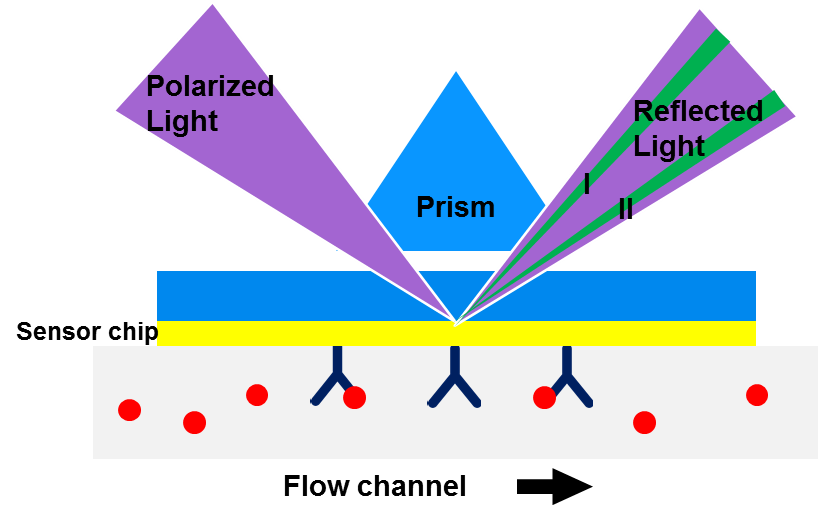 Polarized
Light
Reflected
Light
Prism
I
II
Sensor chip
Flow channel